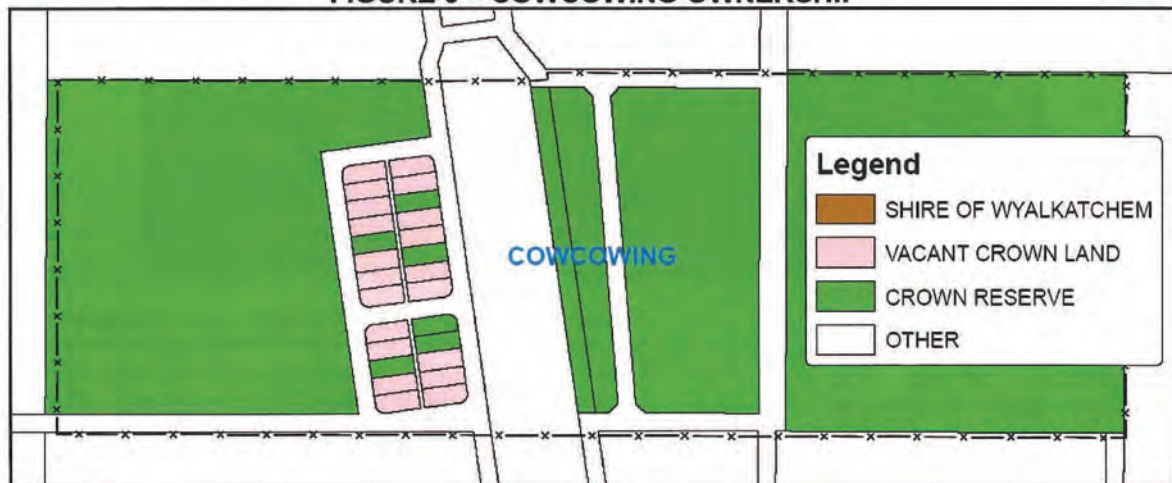 COWCOWING
Legend
SHIRE OF WYALKATCHEM
VACANT CROWN LAND
CROWN RESERVE
OTHER